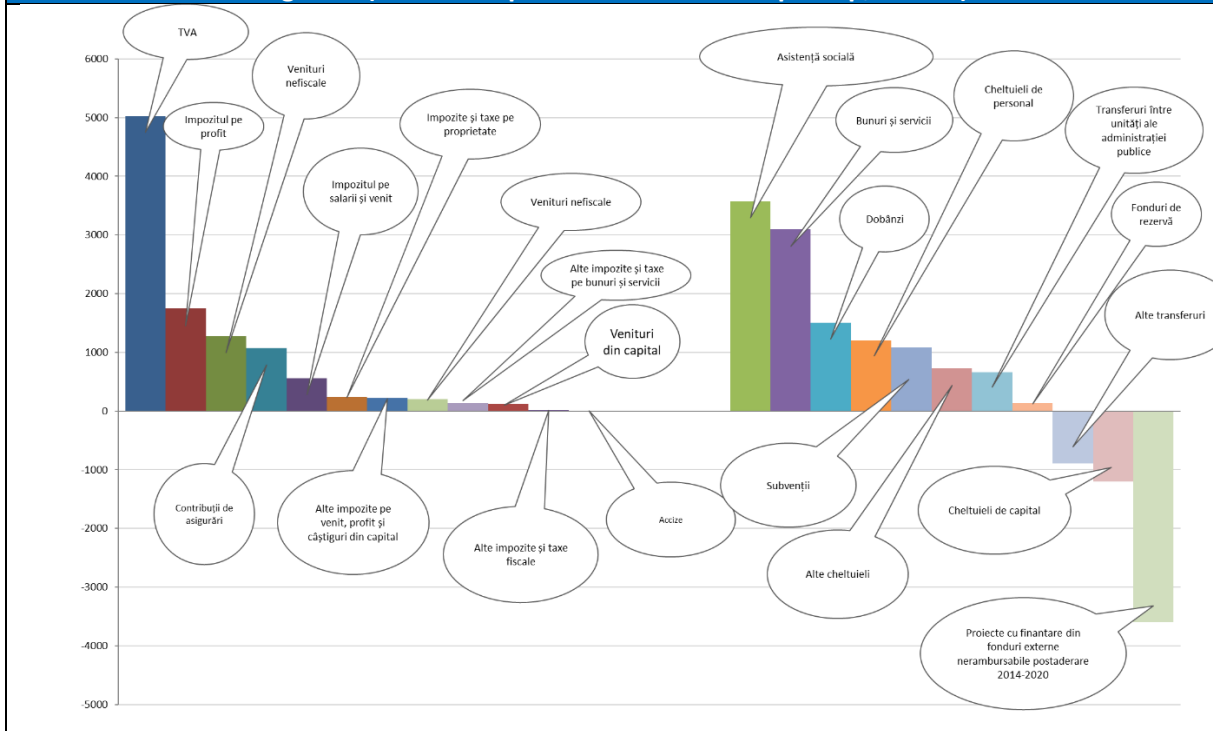 TVA
6000
5000
4000
3000
2000
1000
0
-1000
-2000
-3000
-4000
-5000
Venituri
nefiscale
Impozitul pe
profit
Impozite și taxe pe
proprietate
Impozitul pe
salarii și venit
Venituri nefiscale
Alte impozite și taxe
pe bunuri și servicii
Venituri
din capital
Contribuții de
asigurări
Alte impozite pe
venit, profit și
câștiguri din capital
Alte impozite și taxe
fiscale
Accize
Asistență socială
Bunuri și servicii
Cheltuieli de
personal
Transferuri între
unități ale
administrației
publice
Dobânzi
Fonduri de
rezervă
Alte transferuri
Subvenții
Alte cheltuieli
Cheltuieli de capital
Proiecte cu finantare din
fonduri externe
nerambursabile postaderare
2014-2020